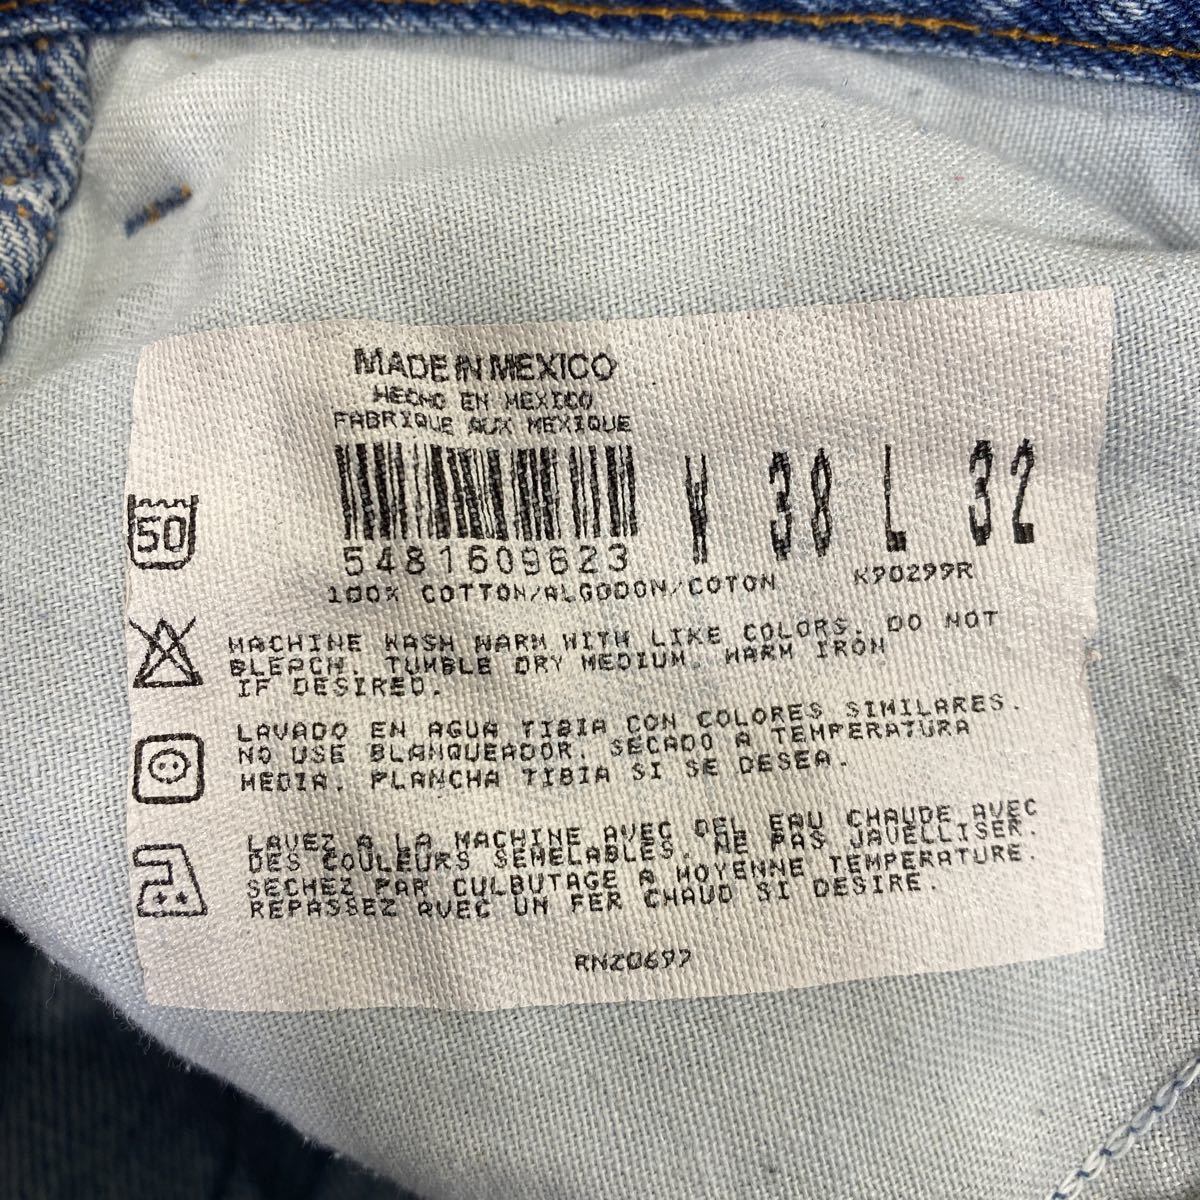 MADE IN MEXICO
HECHO EN MEXICO
FABRIQUE AUX MEXIQUE
W 38 L 32
50
5481609623
100% COTTON/ALGODON/COTON K90299R
MACHINE WASH WARM WITH LIKE COLORS. DO NOT
BLEACH. TUMBLE DRY MEDIUM. WARM IRON
IF DESIRED.
LAVADO EN AGUA TIBIA CON COLORES SIMILARES.
NO USE BLANQUEADOR. SECADO A TEMPERATURA
MEDIA. PLANCHA TIBIA SI SE DESEA.
LAVEZ A LA MACHINE AVEC DEL EAU CHAUDE AVEC
DES COULEURS SEMELABLES. NE PAS JAVELLISER.
SECHEZ PAR CULBUTAGE A MOYENNE TEMPERATURE.
REPASSEZ AVEC UN FER CHAUD SI DESIRE.
RN20697